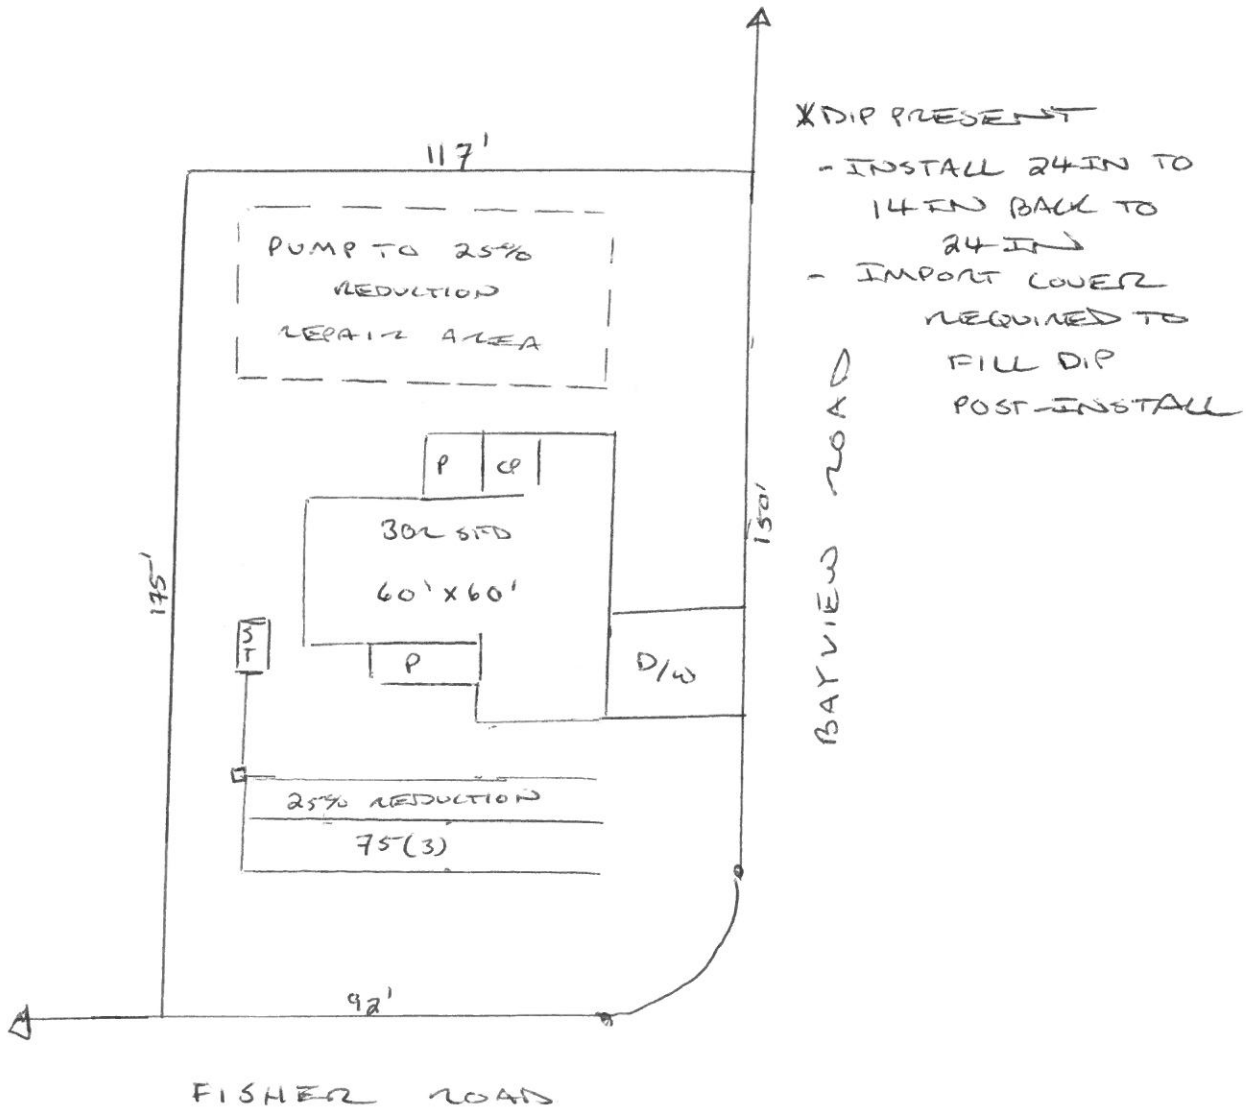 117'
*DIP PRESENT
- INSTALL 24IN TO
14IN BACK TO
24IN
- IMPORT COVER
REQUIRED TO
FILL DIP
POST-INSTALL
PUMP TO 25%
REDUCTION
REPAIR AREA
P
CP
3BR SFD
60' X 60'
175'
150'
BAYVIEW ROAD
ST
P
D/W
25% REDUCTION
75(3)
92'
FISHER ROAD